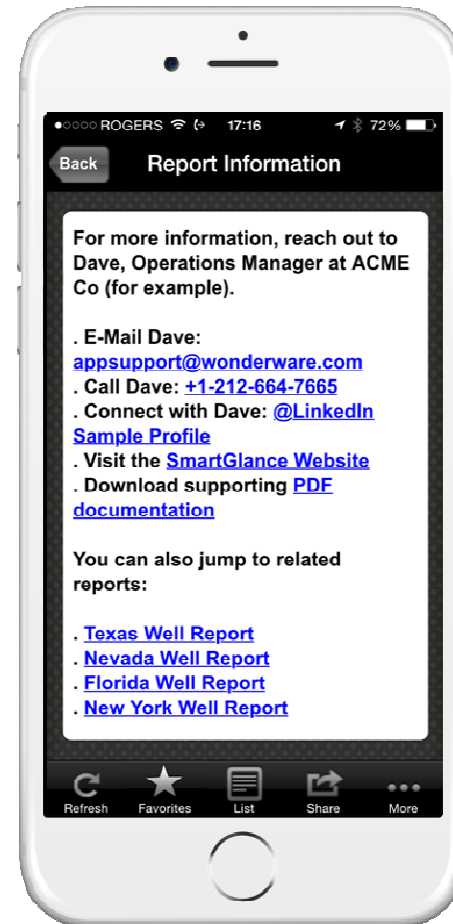 ROGERS 17:16 72%
Back Report Information
For more information, reach out to
Dave, Operations Manager at ACME
Co (for example).
. E-Mail Dave:
appsupport@wonderware.com
. Call Dave: +1-212-664-7665
. Connect with Dave: @LinkedIn
Sample Profile
. Visit the SmartGlance Website
. Download supporting PDF
documentation
You can also jump to related
reports:
. Texas Well Report
. Nevada Well Report
. Florida Well Report
. New York Well Report
Refresh Favorites List Share More